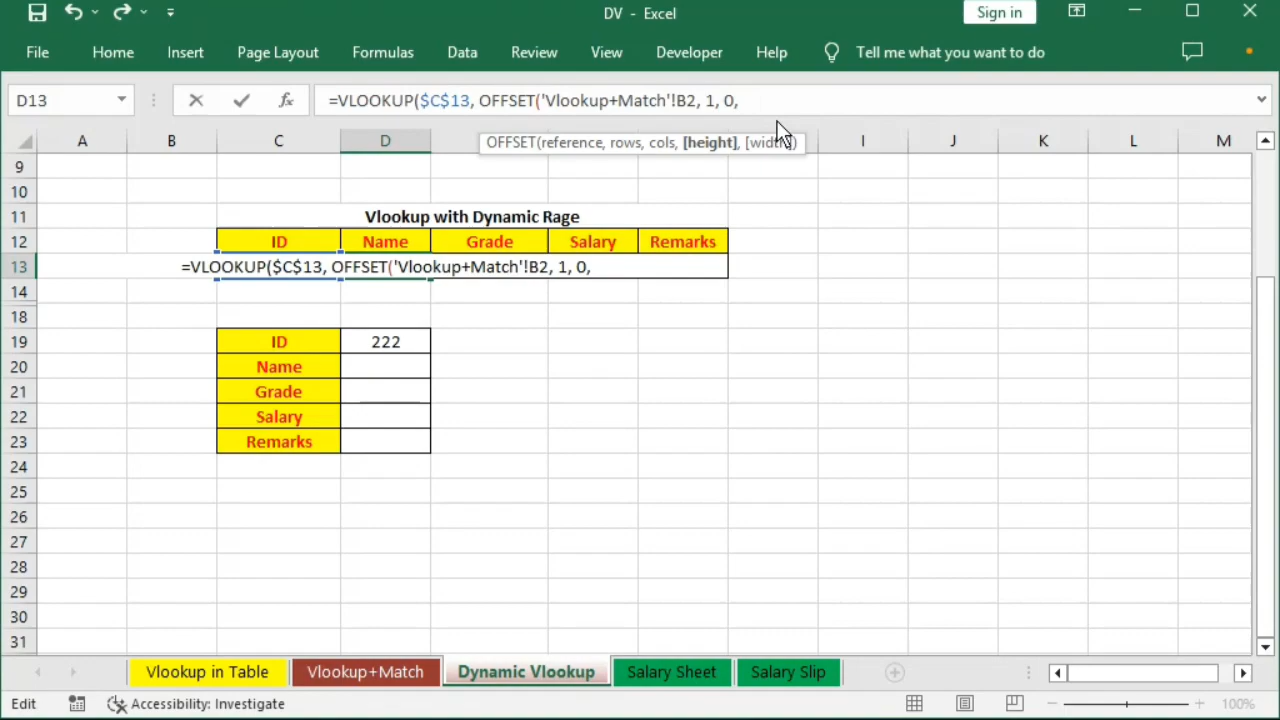 DV - Excel
Sign in
File Home Insert Page Layout Formulas Data Review View Developer Help Tell me what you want to do
D13 fx =VLOOKUP($C$13, OFFSET('Vlookup+Match'!B2, 1, 0,
OFFSET(reference, rows, cols, [height], [width])
A B C D I J K L M
9
10
11 Vlookup with Dynamic Rage
12 ID Name Grade Salary Remarks
13 =VLOOKUP($C$13, OFFSET('Vlookup+Match'!B2, 1, 0,
14
18
19 ID 222
20 Name
21 Grade
22 Salary
23 Remarks
24
25
26
27
28
29
30
31
Vlookup in Table Vlookup+Match Dynamic Vlookup Salary Sheet Salary Slip
Edit Accessibility: Investigate 100%